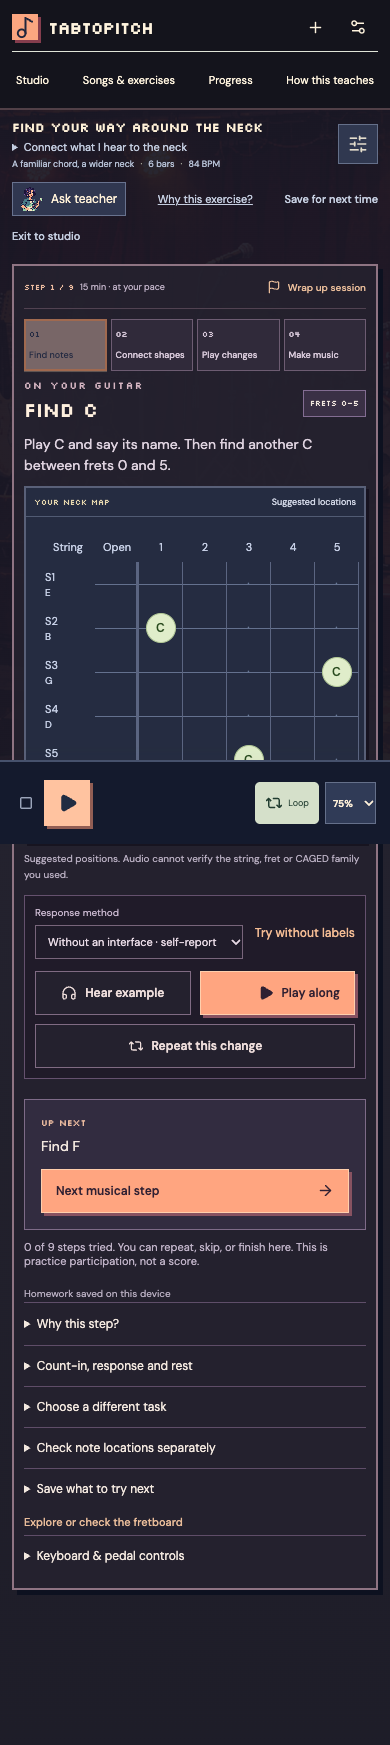 TABTOPITCH
Studio Songs & exercises Progress How this teaches
FIND YOUR WAY AROUND THE NECK
Connect what I hear to the neck
A familiar chord, a wider neck · 6 bars · 84 BPM
Ask teacher Why this exercise? Save for next time
Exit to studio
STEP 1 / 9 15 min · at your pace Wrap up session
01 02 03 04
Find notes Connect shapes Play changes Make music
ON YOUR GUITAR
FIND C FRETS 0–5
Play C and say its name. Then find another C
between frets 0 and 5.
YOUR NECK MAP Suggested locations
String Open 1 2 3 4 5
S1
E
S2
B
C
S3
G
C
S4
D
S5
C
Loop 75%
Suggested positions. Audio cannot verify the string, fret or CAGED family
you used.
Response method
Without an interface · self-report Try without labels
Hear example Play along
Repeat this change
UP NEXT
Find F
Next musical step
0 of 9 steps tried. You can repeat, skip, or finish here. This is
practice participation, not a score.
Homework saved on this device
Why this step?
Count-in, response and rest
Choose a different task
Check note locations separately
Save what to try next
Explore or check the fretboard
Keyboard & pedal controls